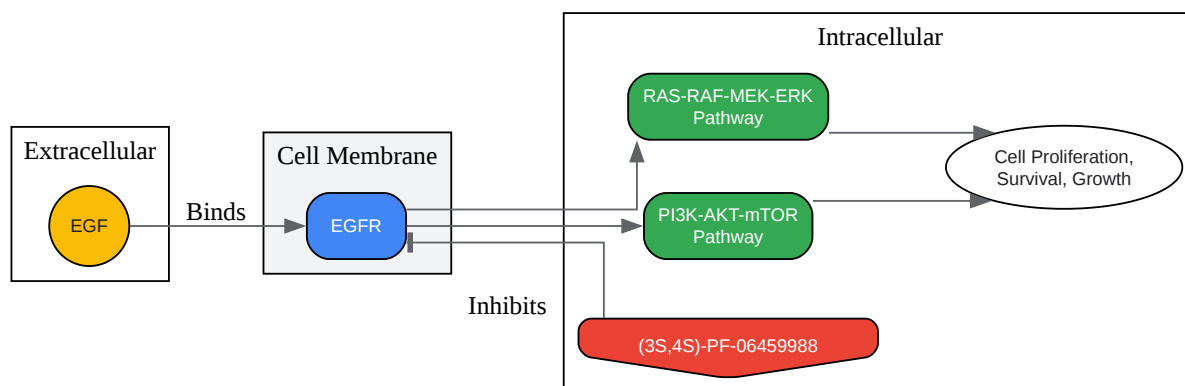 Extracellular
EGF
Binds
Cell Membrane
EGFR
Inhibits
Intracellular
RAS-RAF-MEK-ERK
Pathway
PI3K-AKT-mTOR
Pathway
(3S,4S)-PF-06459988
Cell Proliferation,
Survival, Growth